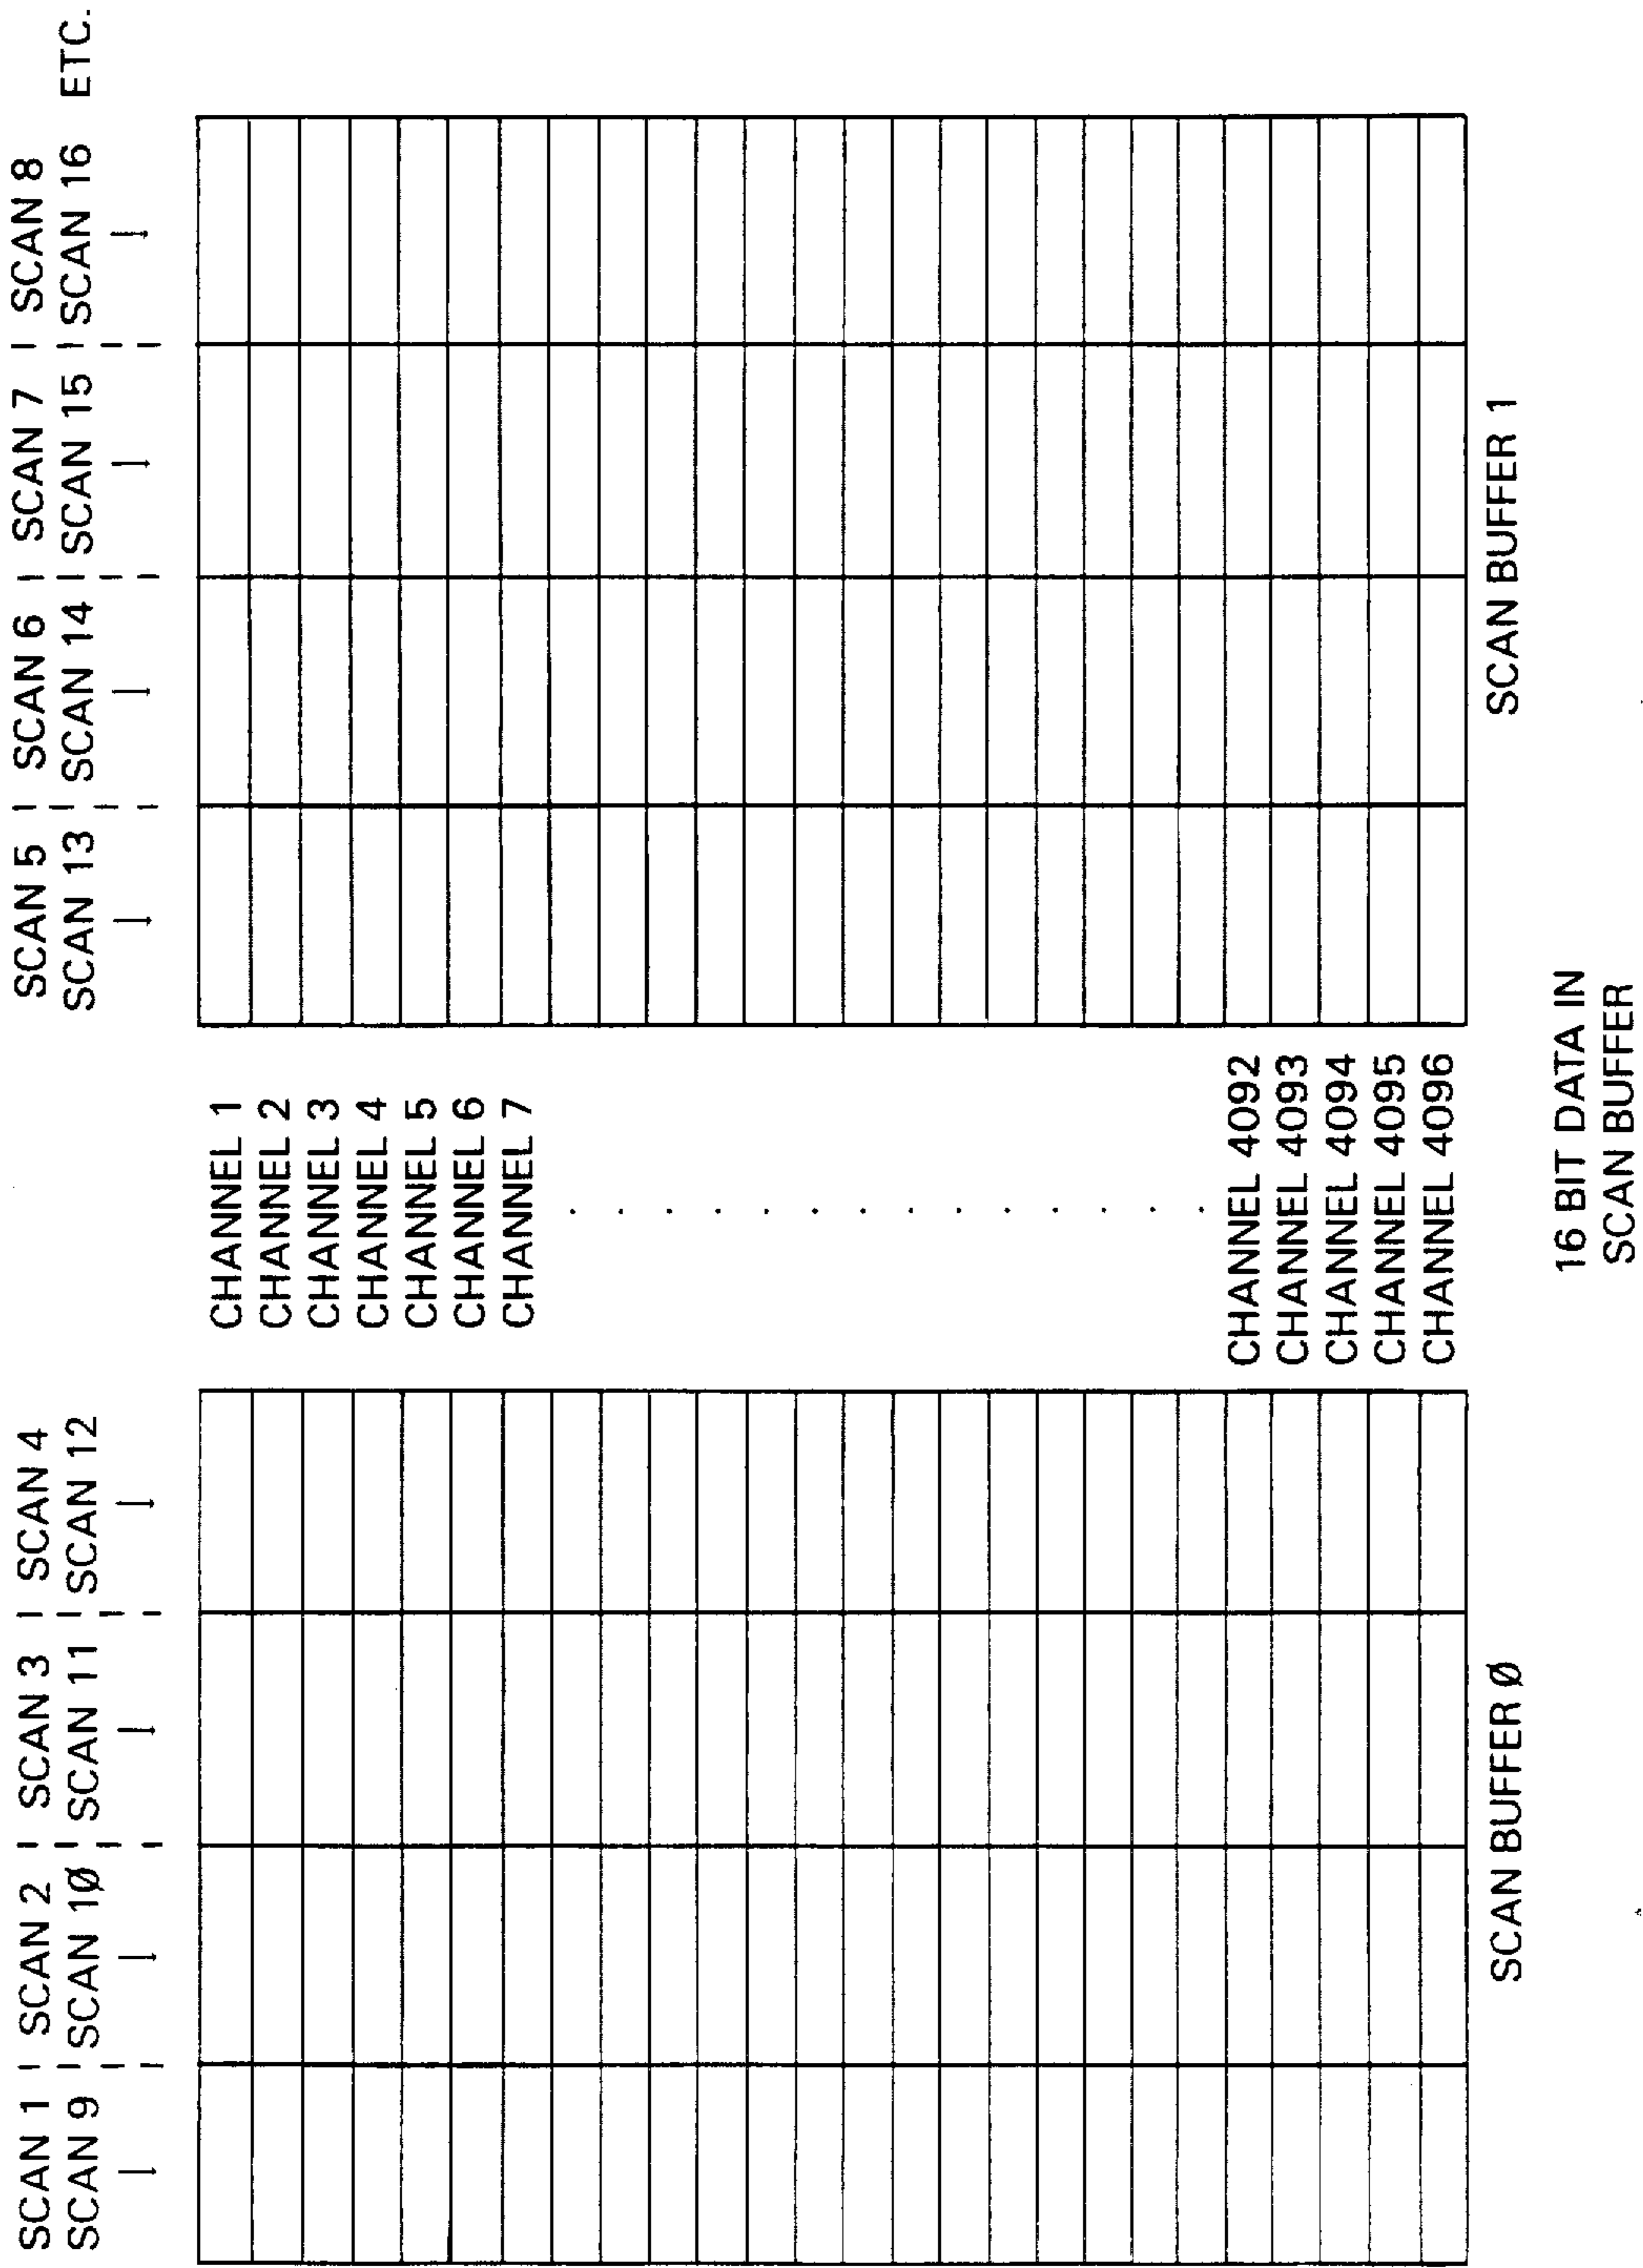 SCAN 1 | SCAN 2 | SCAN 3 | SCAN 4
SCAN 9 | SCAN 1Ø | SCAN 11 | SCAN 12
SCAN 5 | SCAN 6 | SCAN 7 | SCAN 8
SCAN 13 | SCAN 14 | SCAN 15 | SCAN 16 ETC.
CHANNEL 1
CHANNEL 2
CHANNEL 3
CHANNEL 4
CHANNEL 5
CHANNEL 6
CHANNEL 7
CHANNEL 4092
CHANNEL 4093
CHANNEL 4094
CHANNEL 4095
CHANNEL 4096
SCAN BUFFER Ø
SCAN BUFFER 1
16 BIT DATA IN
SCAN BUFFER